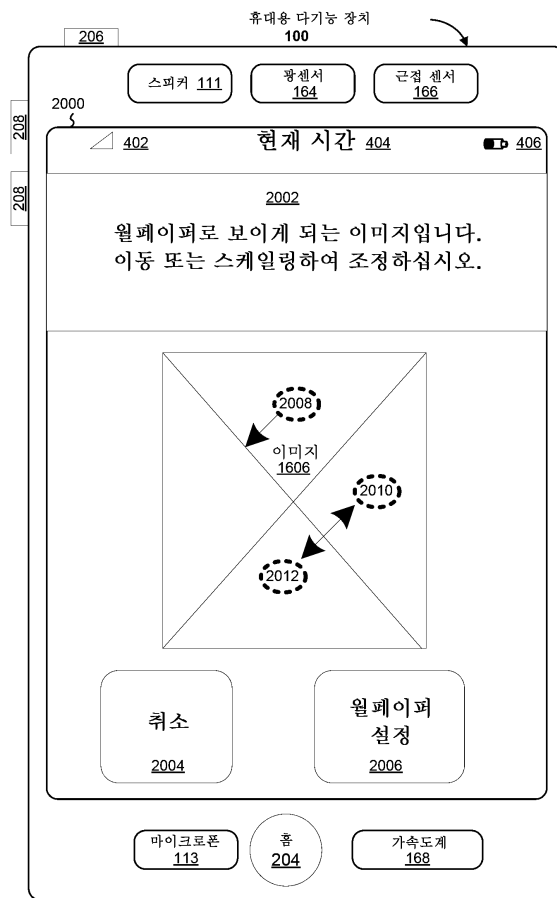 휴대용 다기능 장치
100
206
스피커 111
광센서
164
근접 센서
166
208
208
2000
402
현재 시간 404
406
2002
월페이퍼로 보이게 되는 이미지입니다.
이동 또는 스케일링하여 조정하십시오.
2008
이미지
1606
2010
2012
취소
2004
월페이퍼
설정
2006
마이크로폰
113
홈
204
가속도계
168